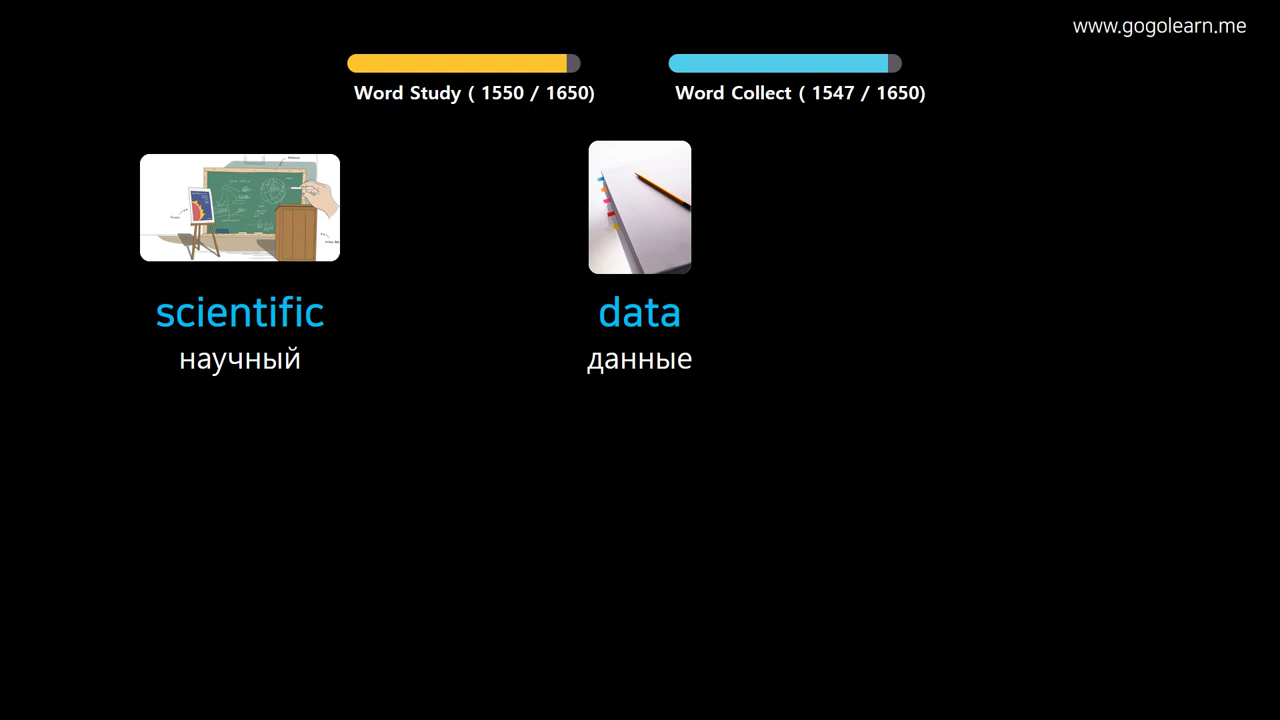 www.gogolearn.me
Word Study ( 1550 / 1650)
Word Collect ( 1547 / 1650)
scientific
научный
data
данные